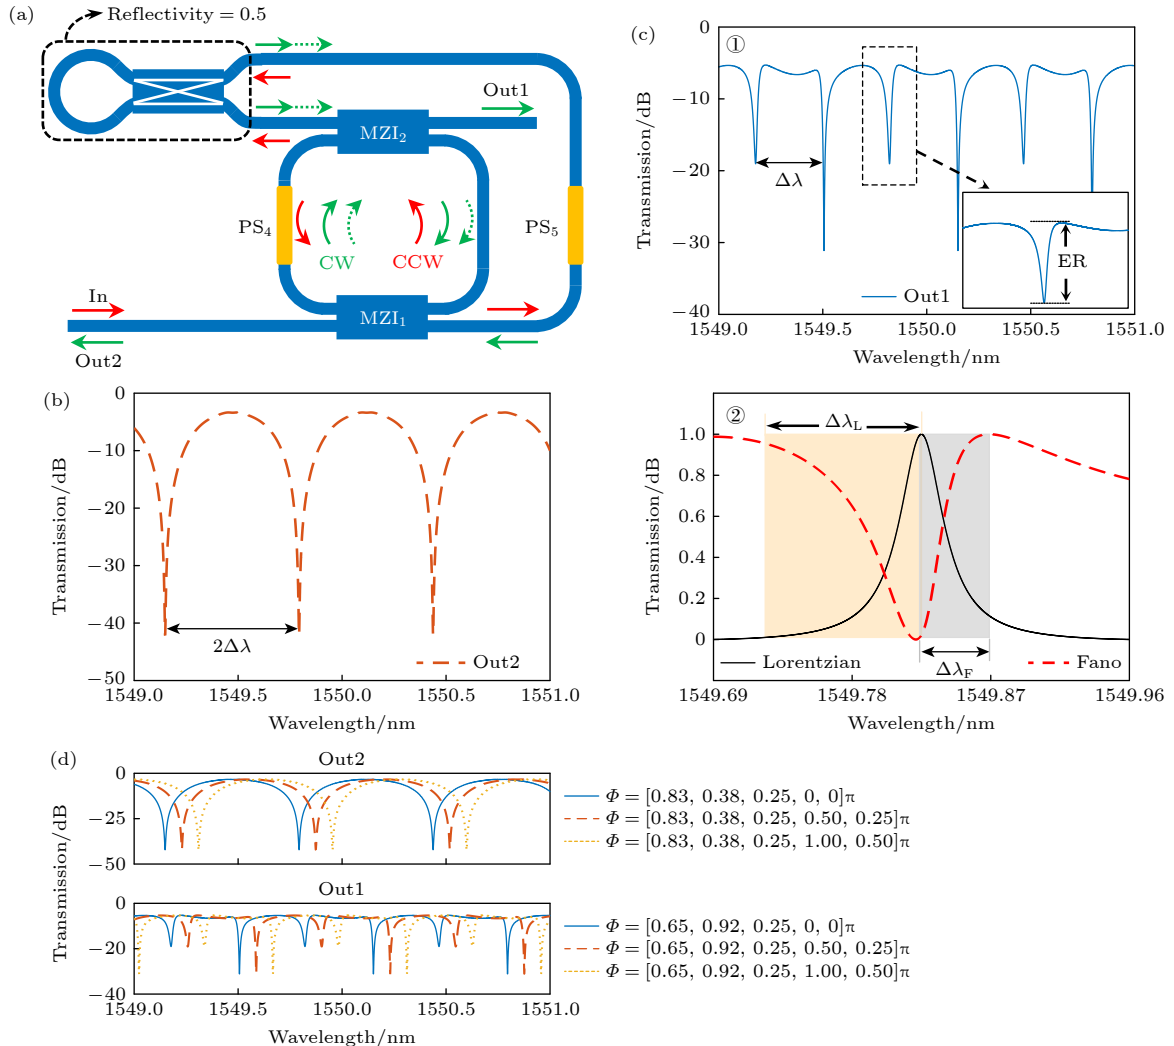 (a)
Reflectivity = 0.5
Out1
MZI2
PS4
PS5
CW
CCW
In
MZI1
Out2
(c)
①
0
−10
−20
−30
−40
Transmission/dB
Δλ
ER
Out1
1549.0
1549.5
1550.0
1550.5
1551.0
Wavelength/nm
(b)
0
−10
−20
−30
−40
−50
Transmission/dB
2Δλ
Out2
1549.0
1549.5
1550.0
1550.5
1551.0
Wavelength/nm
②
ΔλL
1.0
0.8
0.6
0.4
0.2
0
Transmission/dB
Lorentzian
ΔλF
Fano
1549.69
1549.78
1549.87
1549.96
Wavelength/nm
(d)
Out2
0
−25
−50
Φ = [0.83, 0.38, 0.25, 0, 0]π
Φ = [0.83, 0.38, 0.25, 0.50, 0.25]π
Φ = [0.83, 0.38, 0.25, 1.00, 0.50]π
Transmission/dB
Out1
0
−20
−40
Φ = [0.65, 0.92, 0.25, 0, 0]π
Φ = [0.65, 0.92, 0.25, 0.50, 0.25]π
Φ = [0.65, 0.92, 0.25, 1.00, 0.50]π
1549.0
1549.5
1550.0
1550.5
1551.0
Wavelength/nm